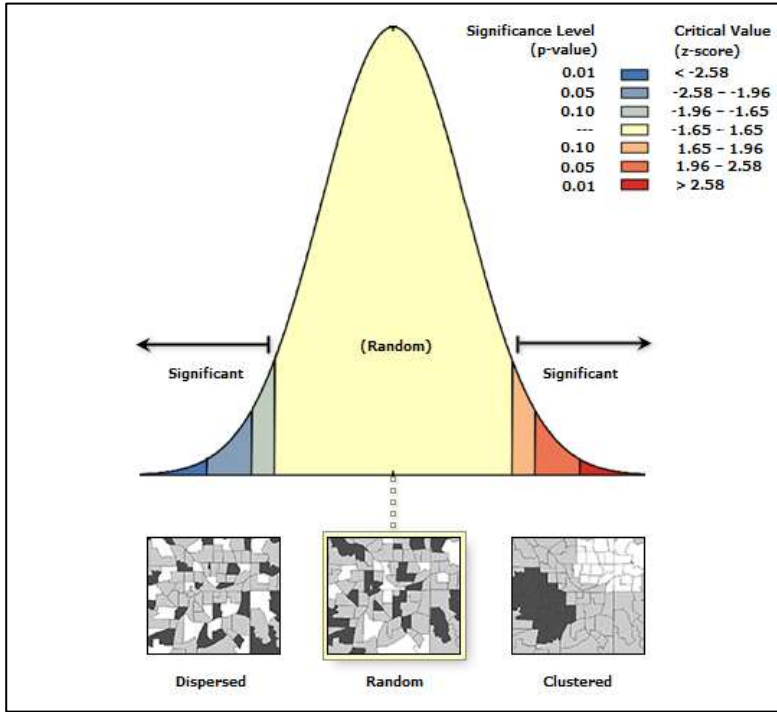 Significance Level
(p-value)
Critical Value
(z-score)
0.01 < -2.58
0.05 -2.58 – -1.96
0.10 -1.96 – -1.65
--- -1.65 – 1.65
0.10 1.65 – 1.96
0.05 1.96 – 2.58
0.01 > 2.58
(Random)
Significant
Significant
Dispersed
Random
Clustered